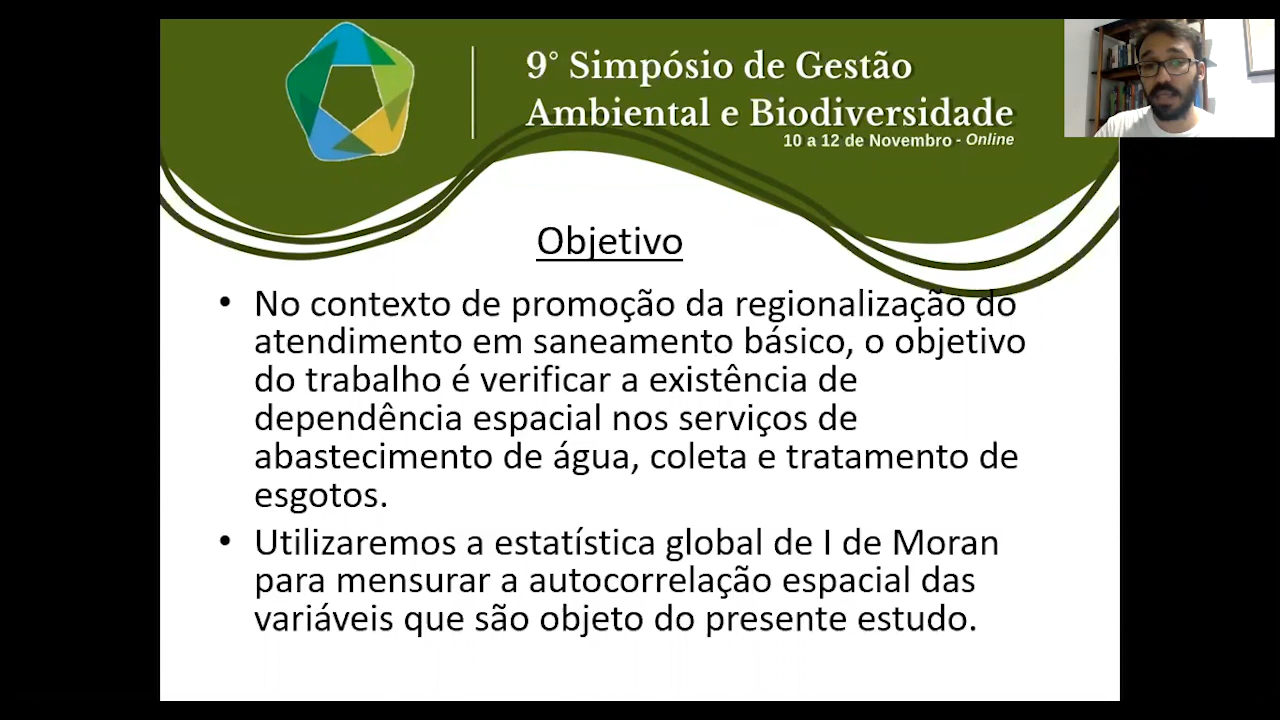 9° Simpósio de Gestão
Ambiental e Biodiversidade
10 a 12 de Novembro - Online
Objetivo
• No contexto de promoção da regionalização do
atendimento em saneamento básico, o objetivo
do trabalho é verificar a existência de
dependência espacial nos serviços de
abastecimento de água, coleta e tratamento de
esgotos.
• Utilizaremos a estatística global de I de Moran
para mensurar a autocorrelação espacial das
variáveis que são objeto do presente estudo.